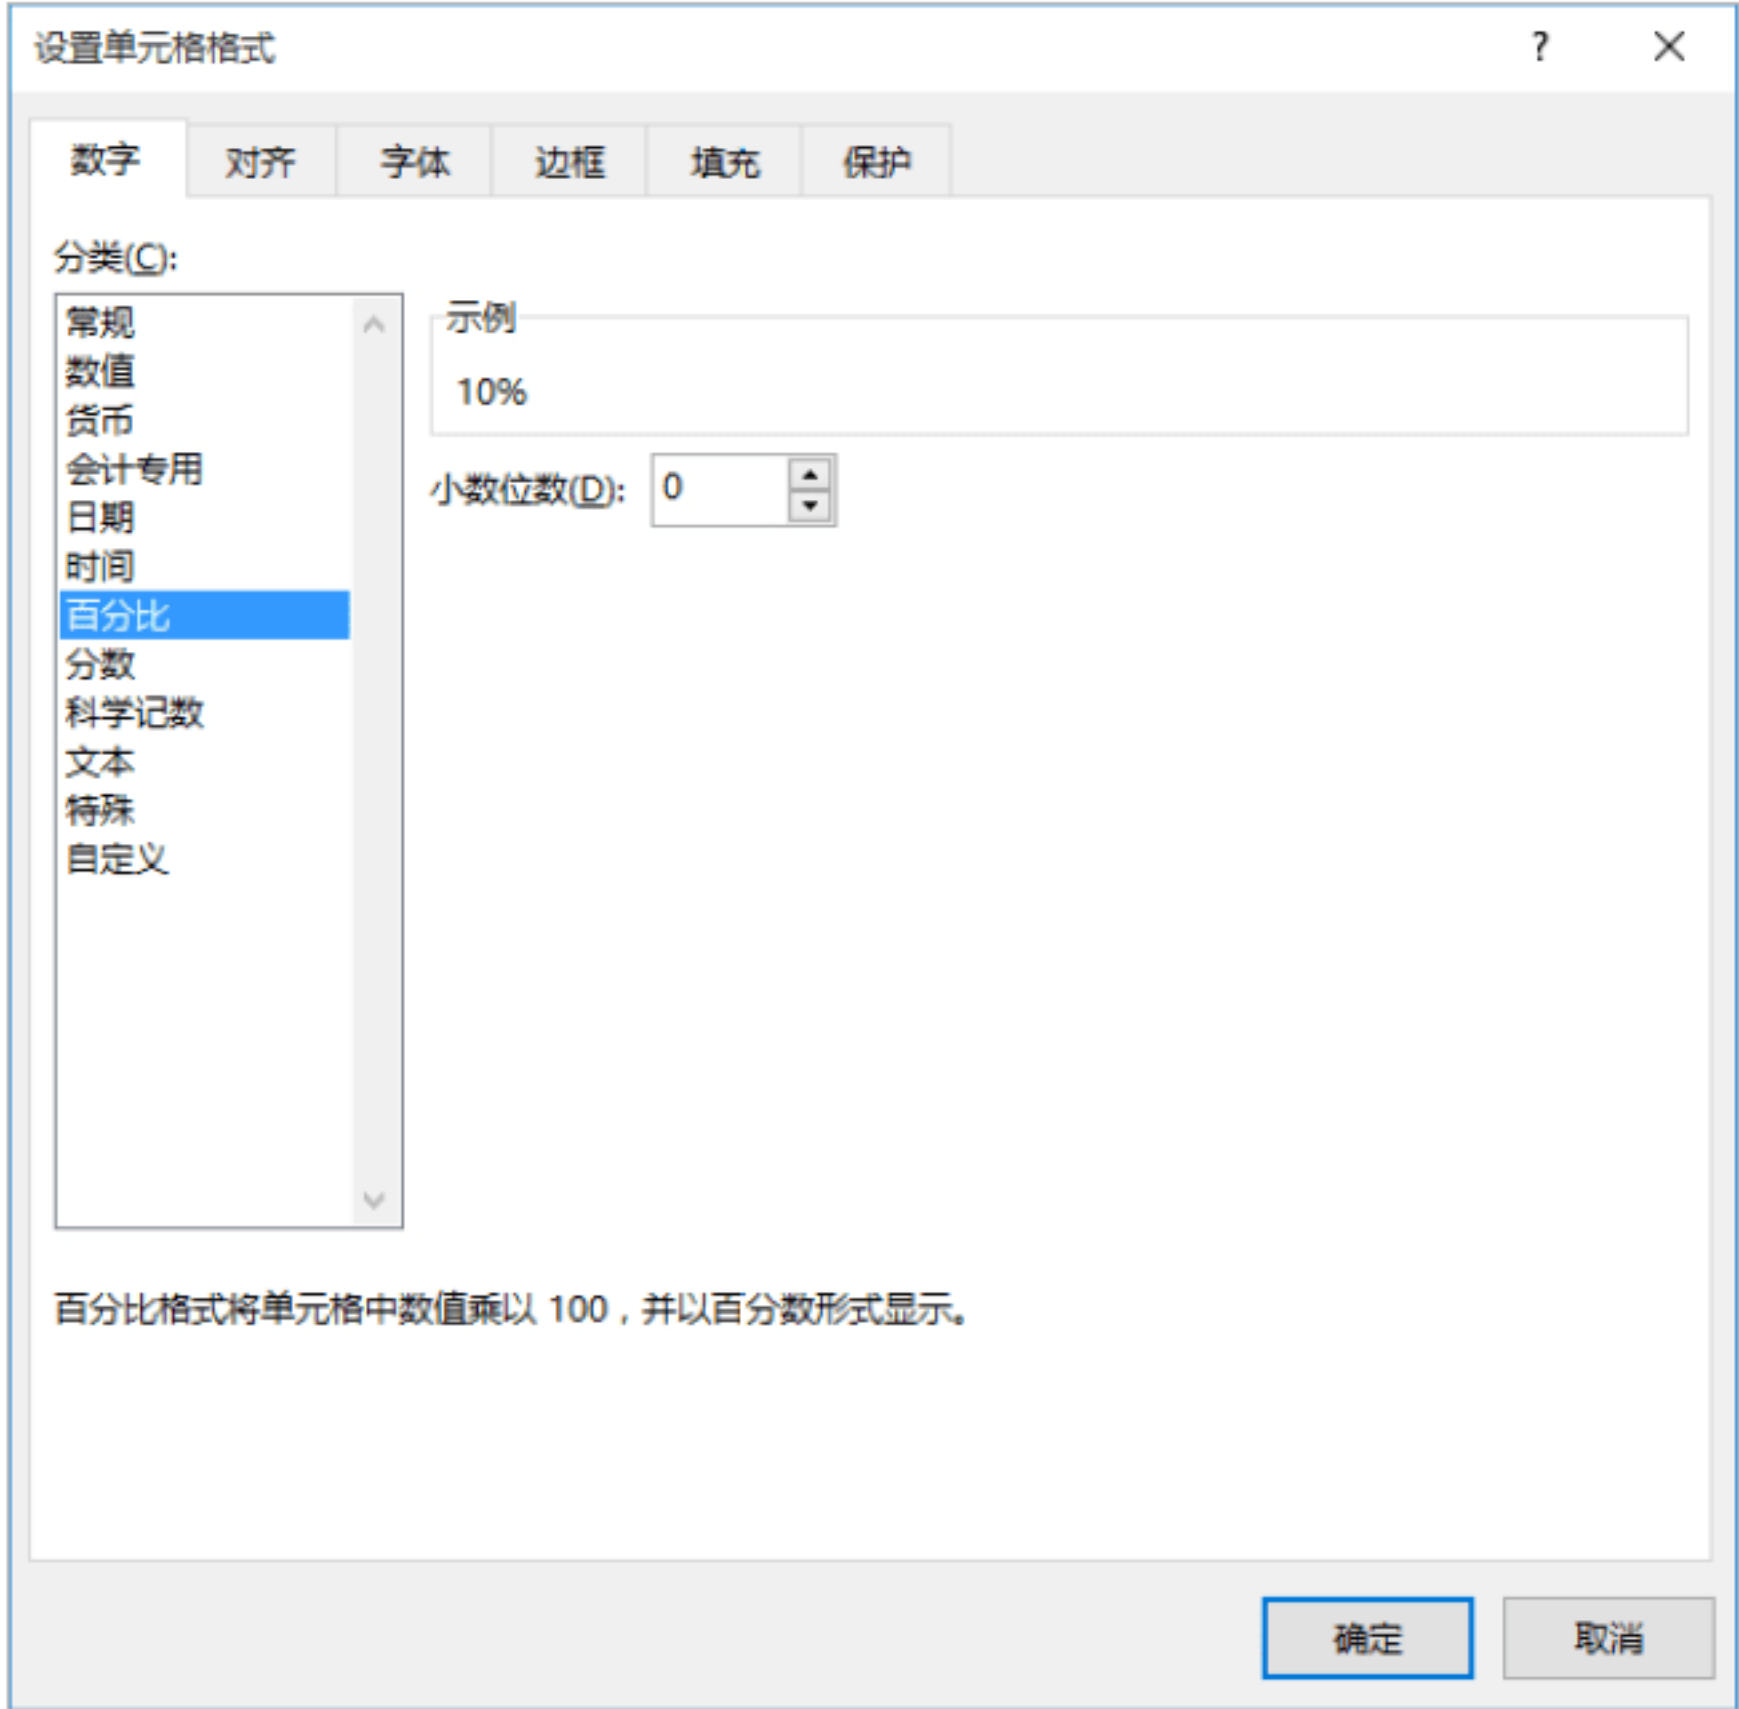 设置单元格格式
?
数字 对齐 字体 边框 填充 保护
分类(C):
常规
数值
货币
会计专用
日期
时间
百分比
分数
科学记数
文本
特殊
自定义
示例
10%
小数位数(D): 0
百分比格式将单元格中数值乘以 100，并以百分数形式显示。
确定 取消